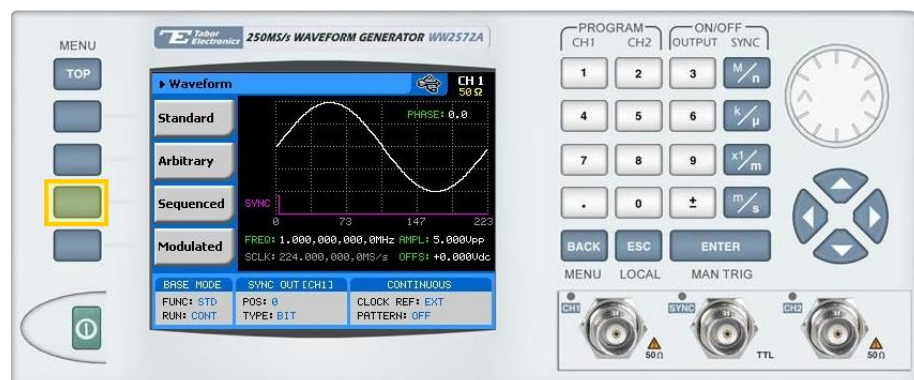 MENU
TOP
Tabor
Electronics
250MS/s WAVEFORM GENERATOR WW2572A
Waveform
CH 1
50 Ω
Standard
Arbitrary
Sequenced
Modulated
PHASE: 0.0
SYNC
0 73 147 223
FREQ: 1.000,000,000,0MHz AMPL: 5.000Vpp
SCLK: 224.000,000,0MS/s OFFS: +0.000Vdc
BASE MODE
FUNC: STD
RUN: CONT
SYNC OUT [CH1]
POS: 0
TYPE: BIT
CONTINUOUS
CLOCK REF: EXT
PATTERN: OFF
PROGRAM
CH1 CH2
ON/OFF
OUTPUT SYNC
1 2 3 M/n
4 5 6 k/µ
7 8 9 x1/m
. 0 ± m/s
BACK ESC ENTER
MENU LOCAL MAN TRIG
CH1 SYNC CH2
50Ω TTL 50Ω